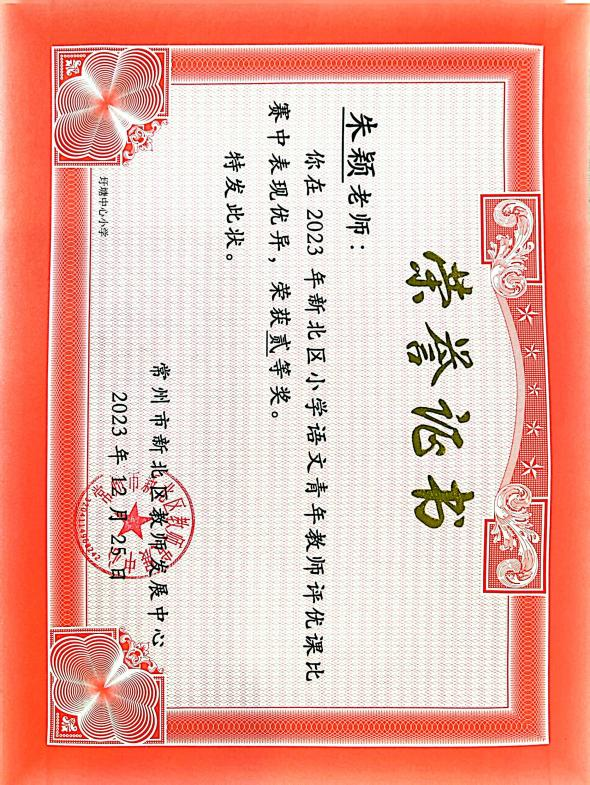 荣誉证书
朱颖老师：
你在 2023 年新北区小学语文青年教师评优课比
赛中表现优异，荣获贰等奖。
特发此状。
常州市新北区教师发展中心
2023 年 12 月 25 日
圩塘中心小学